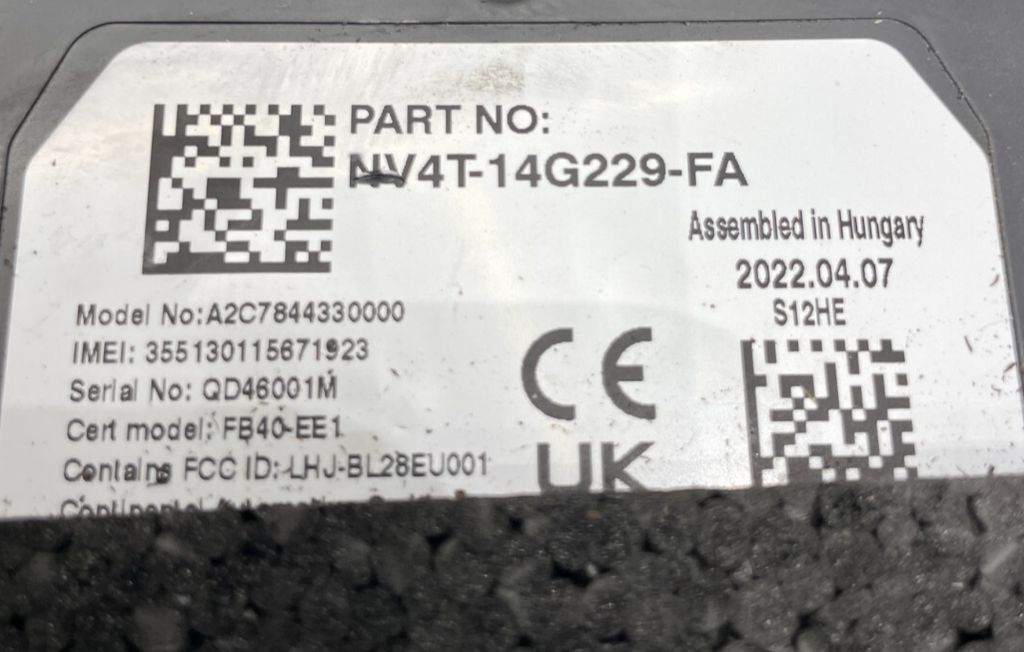 PART NO:
NV4T-14G229-FA
Assembled in Hungary
2022.04.07
S12HE
Model No:A2C7844330000
IMEI: 355130115671923
Serial No: QD46001M
Cert model: FB40-EE1
Contains FCC ID: LHJ-BL28EU001
CE
UK
Continental